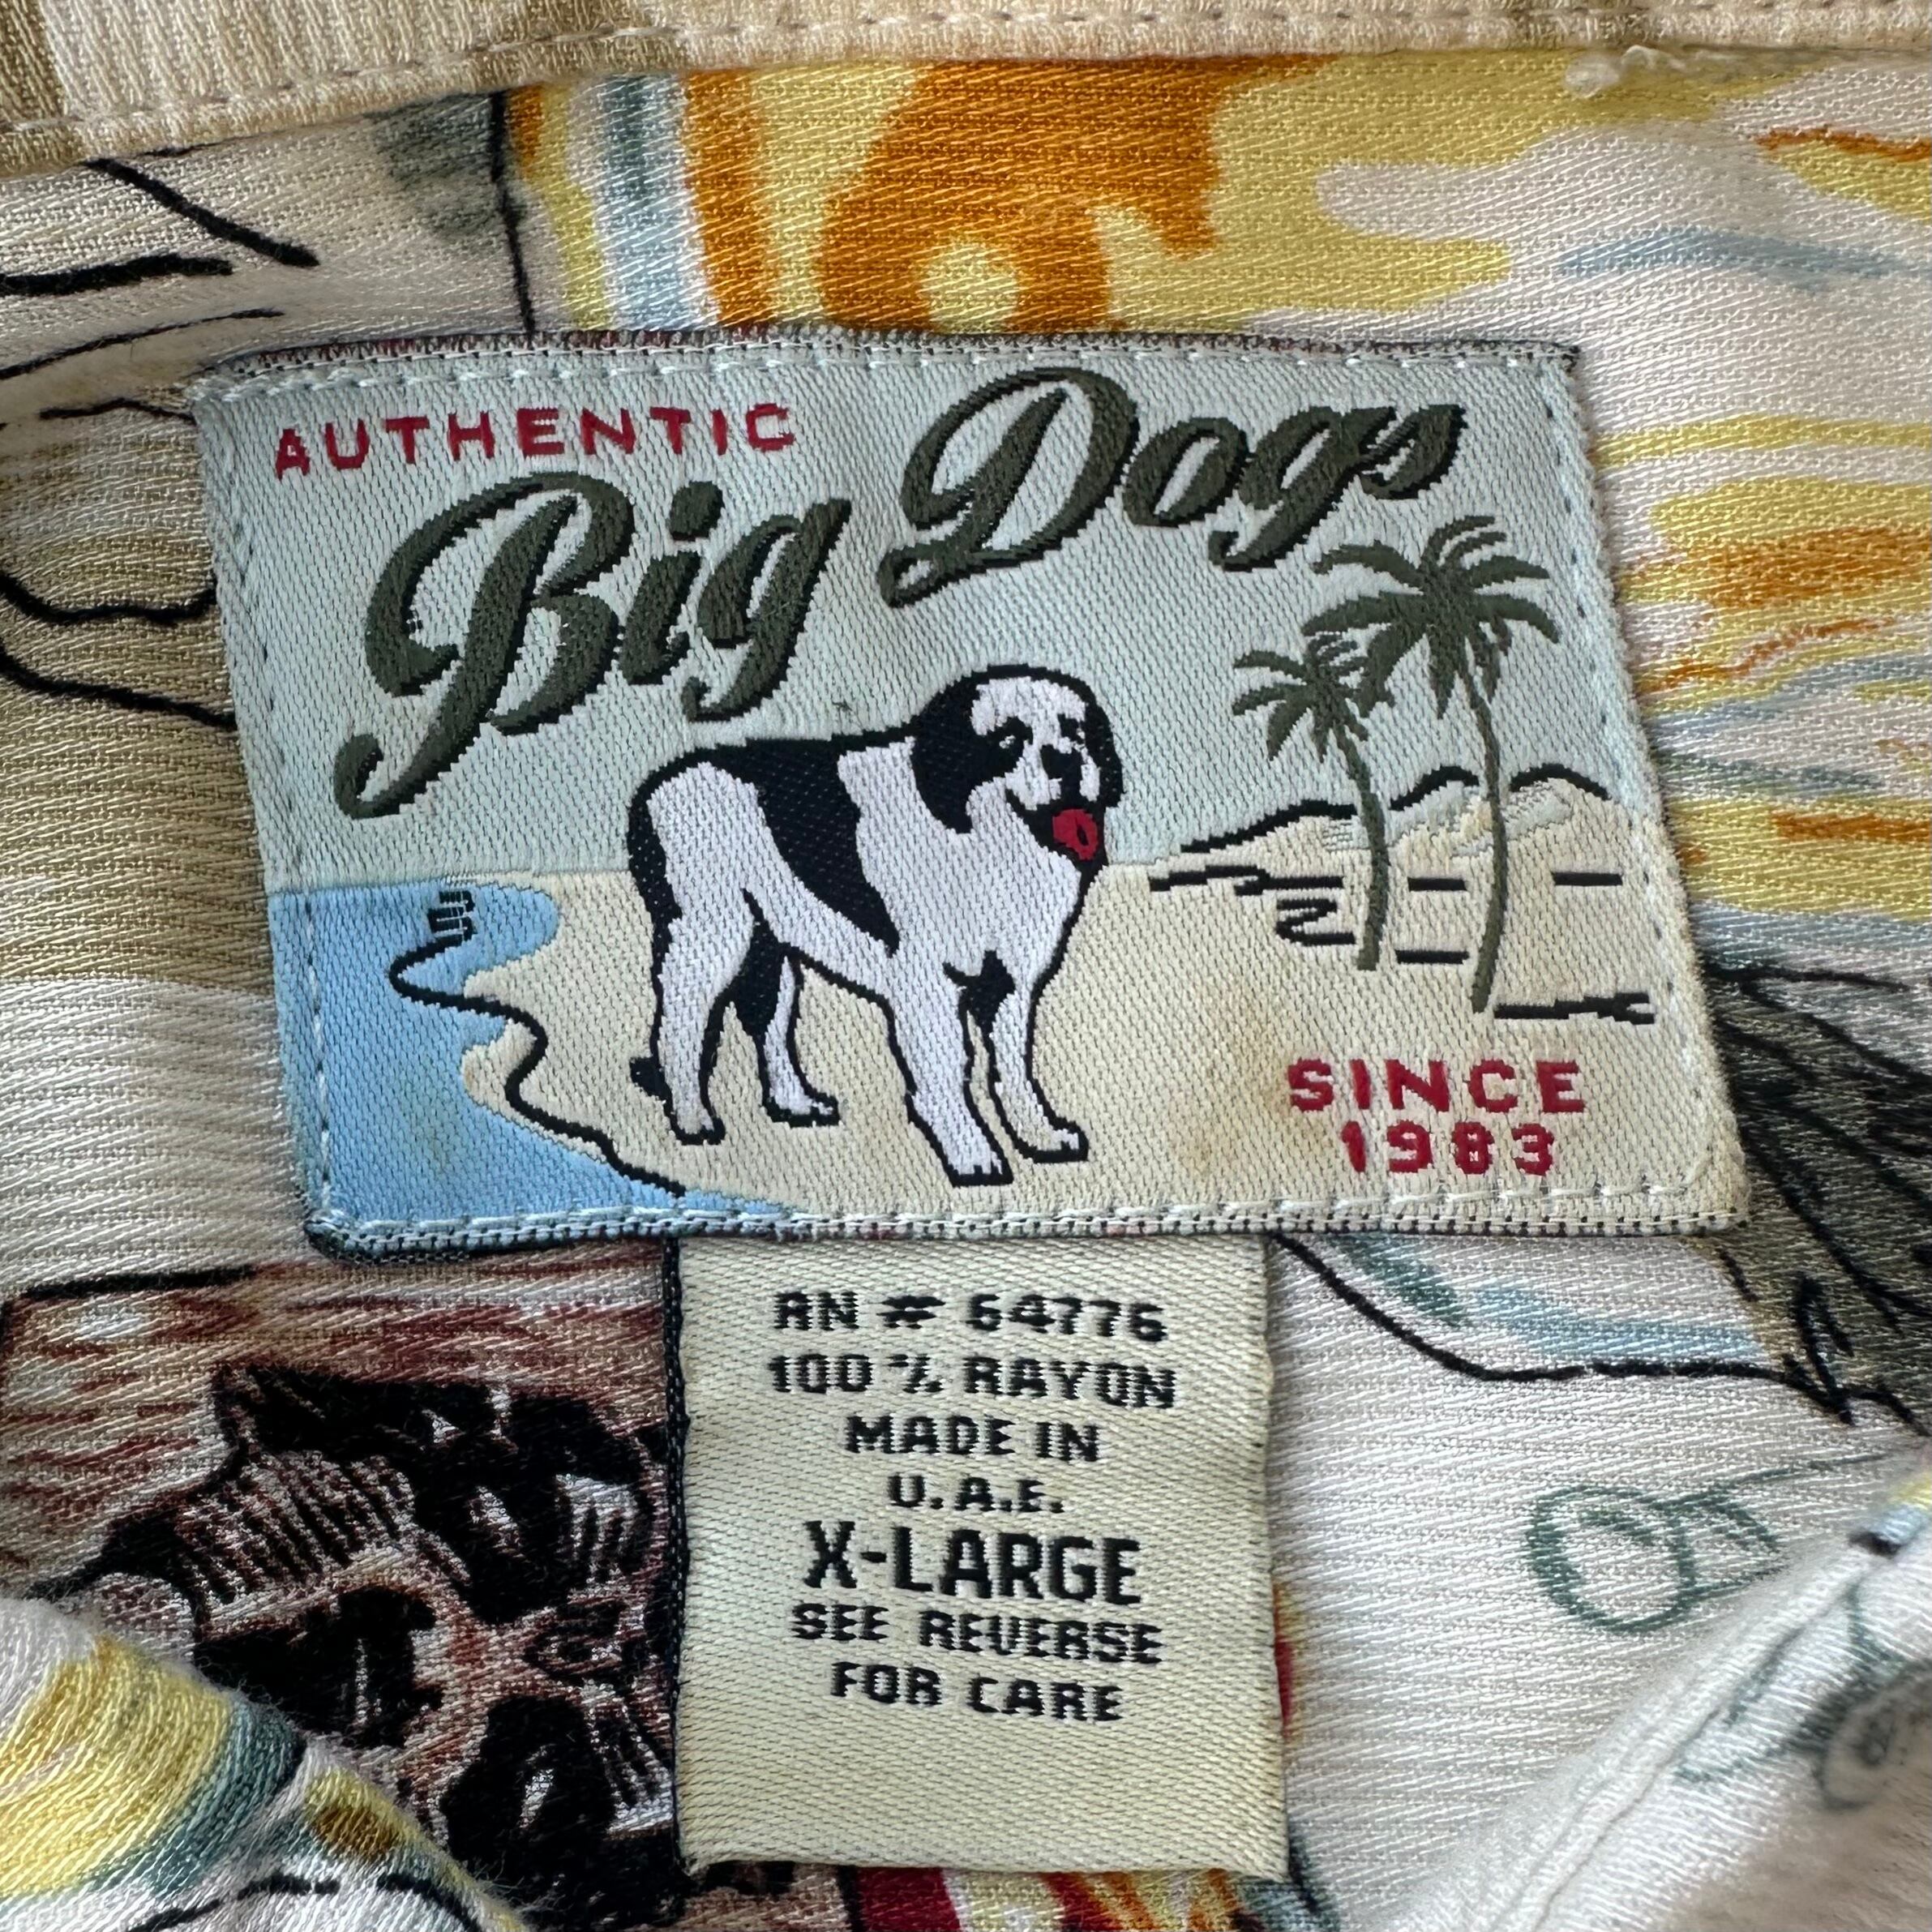 AUTHENTIC
Big Dogs
SINCE
1983
RN # 64776
100% RAYON
MADE IN
U.A.E.
X-LARGE
SEE REVERSE
FOR CARE